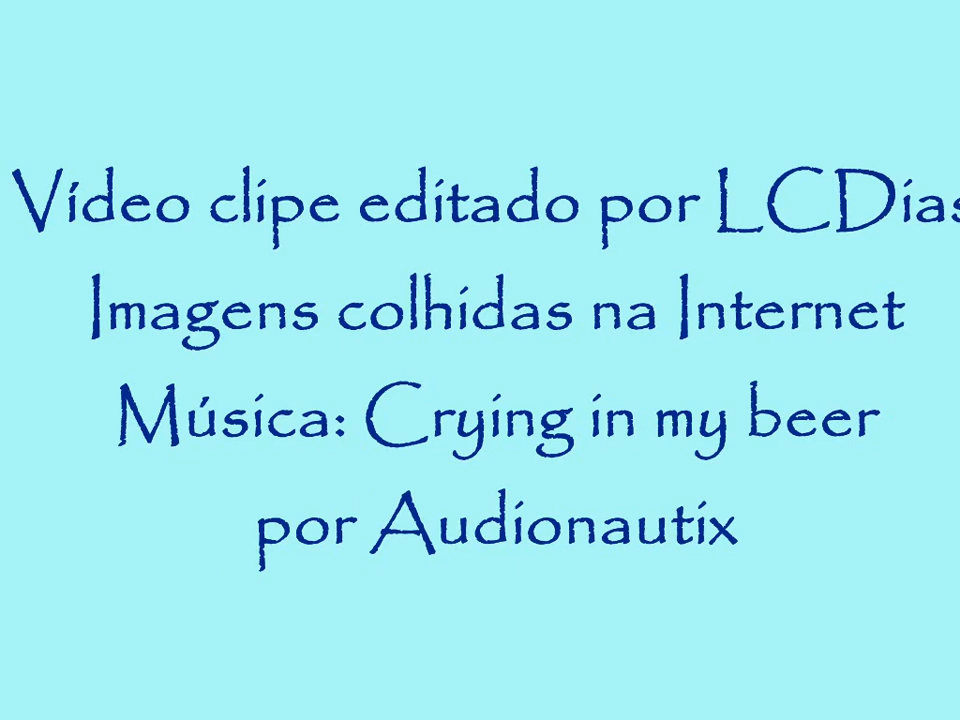 Vídeo clipe editado por LCDias
Imagens colhidas na Internet
Música: Crying in my beer
por Audionautix